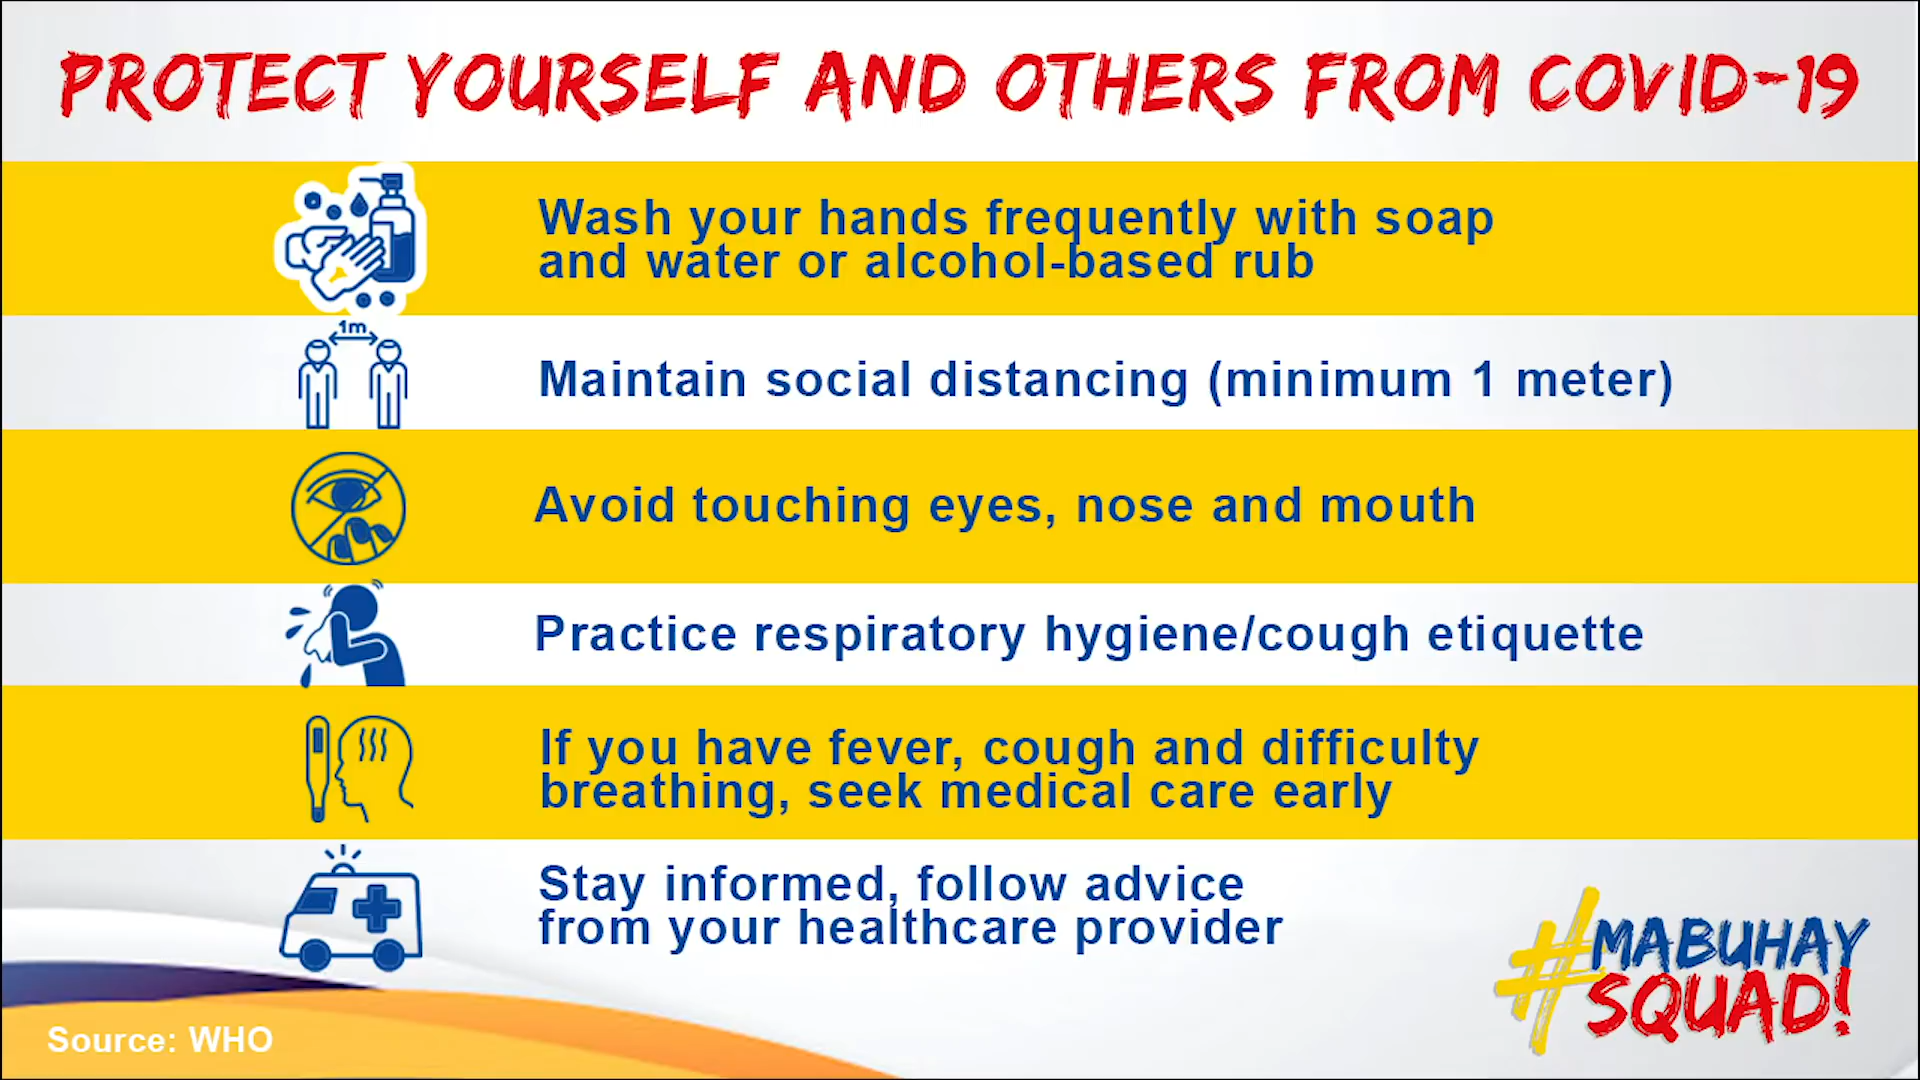 PROTECT YOURSELF AND OTHERS FROM COVID-19
Wash your hands frequently with soap
and water or alcohol-based rub
1m
Maintain social distancing (minimum 1 meter)
Avoid touching eyes, nose and mouth
Practice respiratory hygiene/cough etiquette
If you have fever, cough and difficulty
breathing, seek medical care early
Stay informed, follow advice
from your healthcare provider
#MABUHAY
SQUAD!
Source: WHO